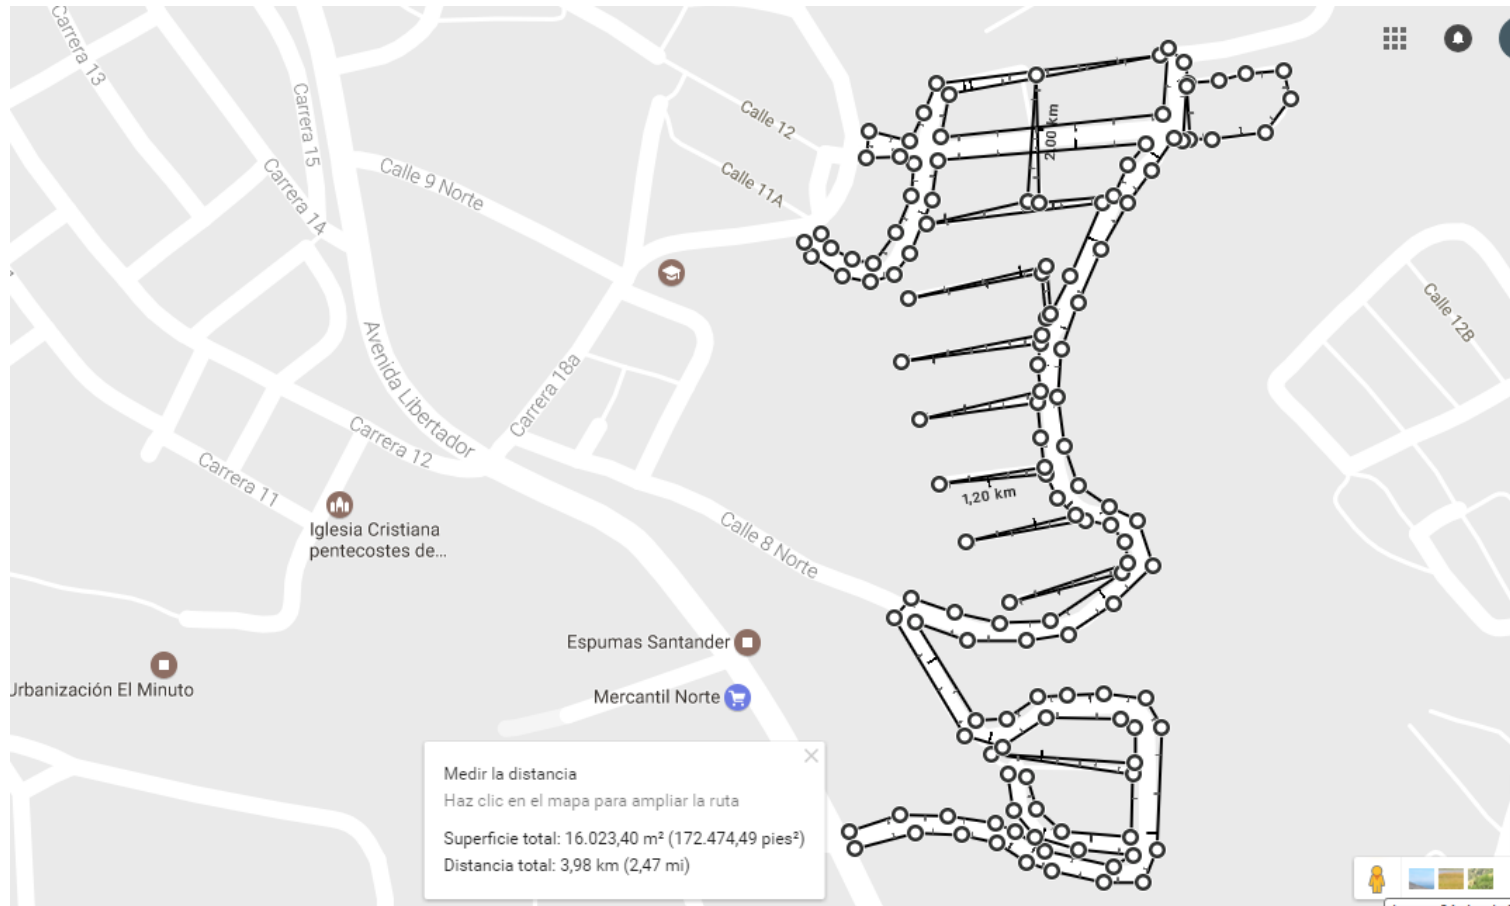 Carrera 13
Carrera 15
Calle 12
2,00 km
Calle 9 Norte
Carrera 14
Calle 11A
Calle 12B
Avenida Libertador
Carrera 18a
Carrera 12
Carrera 11
1,20 km
Iglesia Cristiana
pentecostes de...
Calle 8 Norte
Espumas Santander
Urbanización El Minuto
Mercantil Norte
Medir la distancia
Haz clic en el mapa para ampliar la ruta
Superficie total: 16.023,40 m² (172.474,49 pies²)
Distancia total: 3,98 km (2,47 mi)